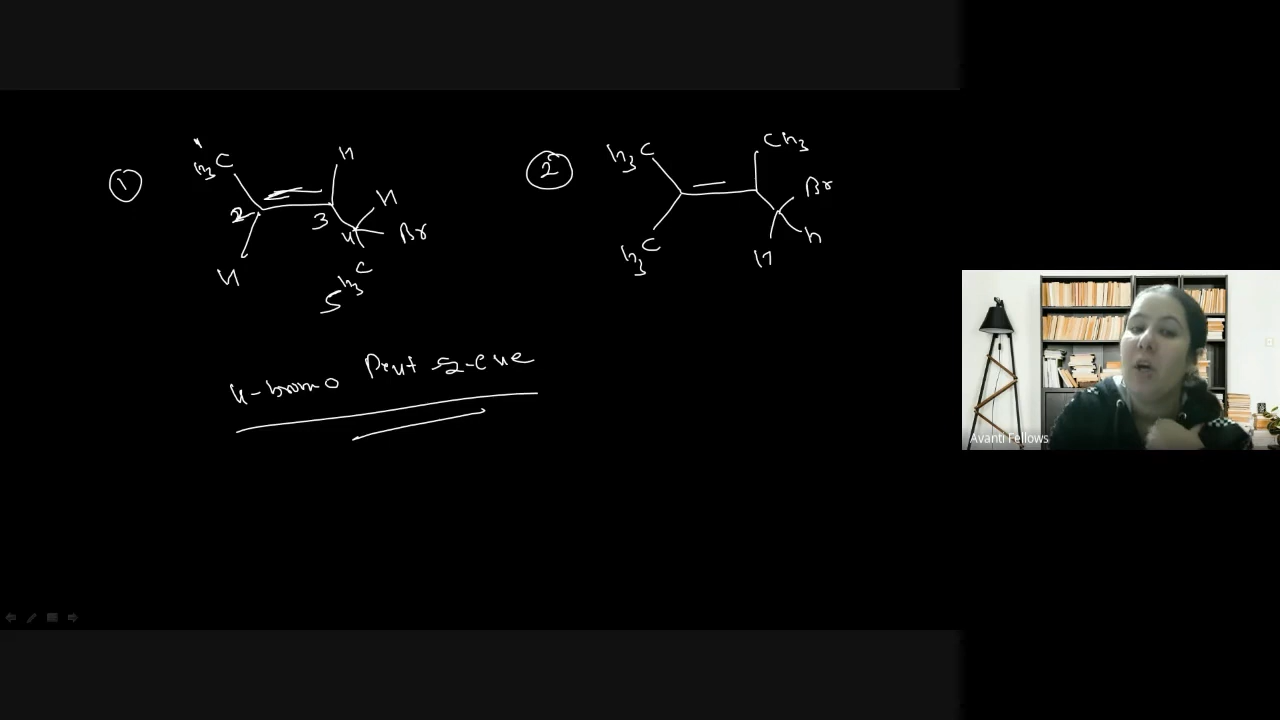 ①
H3C
H
H
Br
2
3
4
H
5
H3C
4-bromo Pent-2-ene
②
H3C
CH3
Br
H3C
H
H
Avanti Fellows